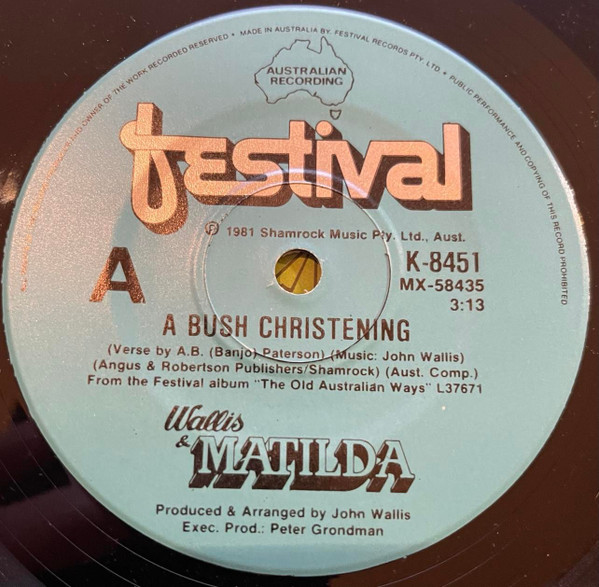 MADE IN AUSTRALIA BY FESTIVAL RECORDS PTY. LTD. • PUBLIC PERFORMANCE AND COPYING OF THIS RECORD PROHIBITED
OWNER OF THE WORK RECORDED RESERVED •
AUSTRALIAN
RECORDING
festival
℗ 1981 Shamrock Music Pty. Ltd., Aust.
A
K-8451
MX-58435
3:13
A BUSH CHRISTENING
(Verse by A.B. (Banjo) Paterson) (Music: John Wallis)
(Angus & Robertson Publishers/Shamrock) (Aust. Comp.)
From the Festival album "The Old Australian Ways" L37671
Wallis
& MATILDA
Produced & Arranged by John Wallis
Exec. Prod.: Peter Grondman